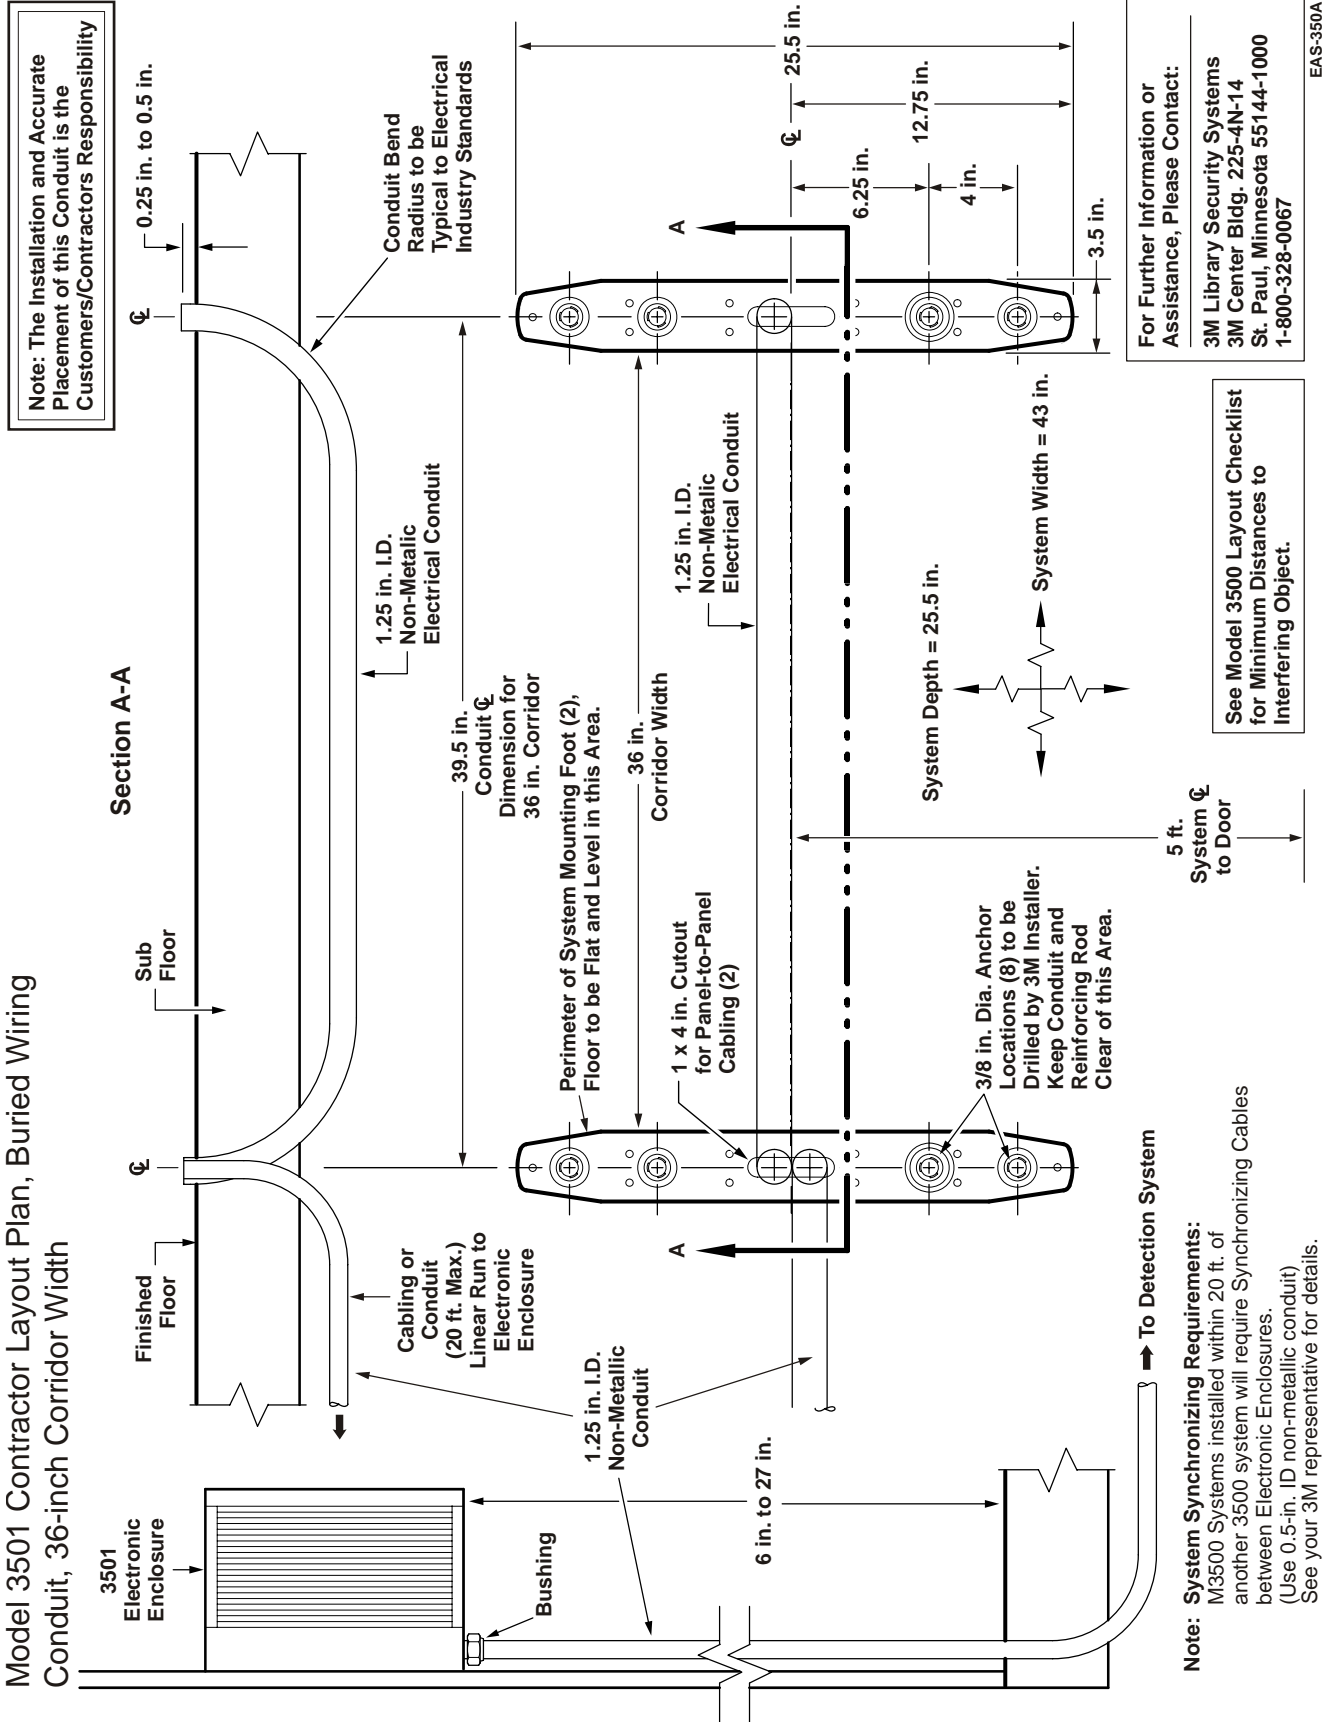 Model 3501 Contractor Layout Plan, Buried Wiring
Conduit, 36-inch Corridor Width
Note: The Installation and Accurate
Placement of this Conduit is the
Customers/Contractors Responsibility
Section A-A
3501
Electronic
Enclosure
Bushing
6 in. to 27 in.
1.25 in. I.D.
Non-Metallic
Conduit
Finished
Floor
Sub
Floor
℄
℄
0.25 in. to 0.5 in.
Cabling or
Conduit
(20 ft. Max.)
Linear Run to
Electronic
Enclosure
1.25 in. I.D.
Non-Metalic
Electrical Conduit
Conduit Bend
Radius to be
Typical to Electrical
Industry Standards
39.5 in.
Conduit ℄
Dimension for
36 in. Corridor
Perimeter of System Mounting Foot (2),
Floor to be Flat and Level in this Area.
36 in.
Corridor Width
1 x 4 in. Cutout
for Panel-to-Panel
Cabling (2)
1.25 in. I.D.
Non-Metalic
Electrical Conduit
A
A
25.5 in.
℄
12.75 in.
6.25 in.
4 in.
3.5 in.
3/8 in. Dia. Anchor
Locations (8) to be
Drilled by 3M Installer.
Keep Conduit and
Reinforcing Rod
Clear of this Area.
System Depth = 25.5 in.
System Width = 43 in.
5 ft.
System ℄
to Door
To Detection System
Note: System Synchronizing Requirements:
M3500 Systems installed within 20 ft. of
another 3500 system will require Synchronizing Cables
between Electronic Enclosures.
(Use 0.5-in. ID non-metallic conduit)
See your 3M representative for details.
See Model 3500 Layout Checklist
for Minimum Distances to
Interfering Object.
For Further Information or
Assistance, Please Contact:
3M Library Security Systems
3M Center Bldg. 225-4N-14
St. Paul, Minnesota 55144-1000
1-800-328-0067
EAS-350A